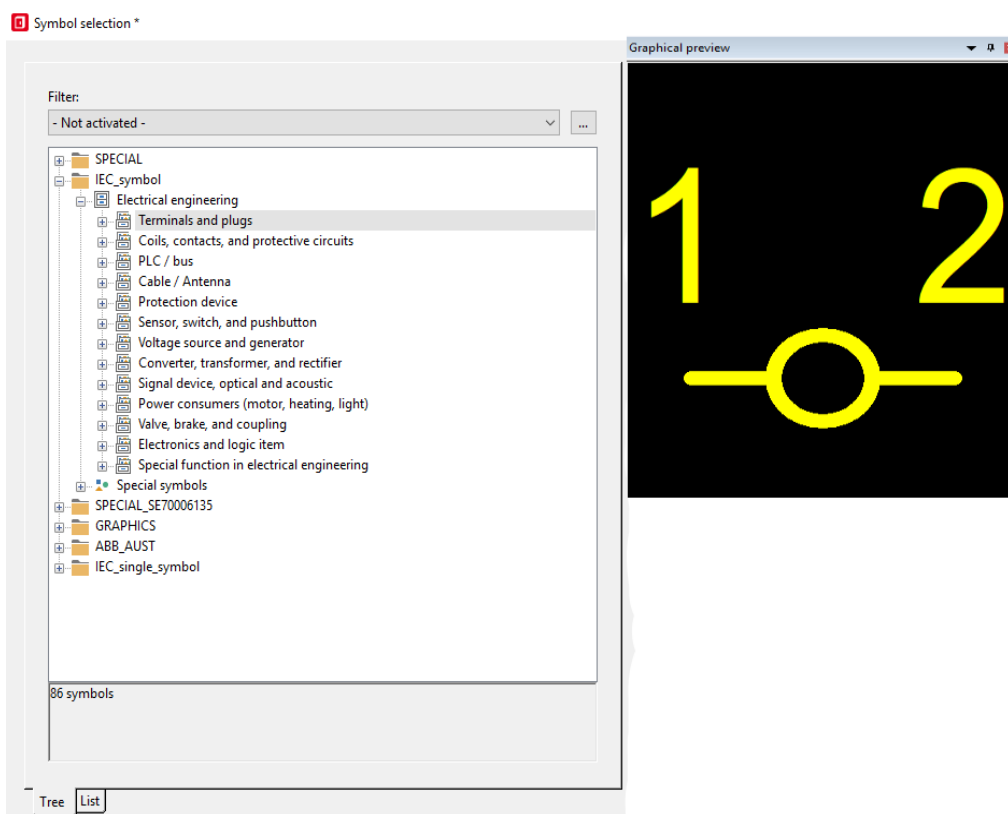 Symbol selection *
Graphical preview
Filter:
- Not activated -
...
SPECIAL
IEC_symbol
Electrical engineering
Terminals and plugs
Coils, contacts, and protective circuits
PLC / bus
Cable / Antenna
Protection device
Sensor, switch, and pushbutton
Voltage source and generator
Converter, transformer, and rectifier
Signal device, optical and acoustic
Power consumers (motor, heating, light)
Valve, brake, and coupling
Electronics and logic item
Special function in electrical engineering
Special symbols
SPECIAL_SE70006135
GRAPHICS
ABB_AUST
IEC_single_symbol
86 symbols
Tree List
1 2